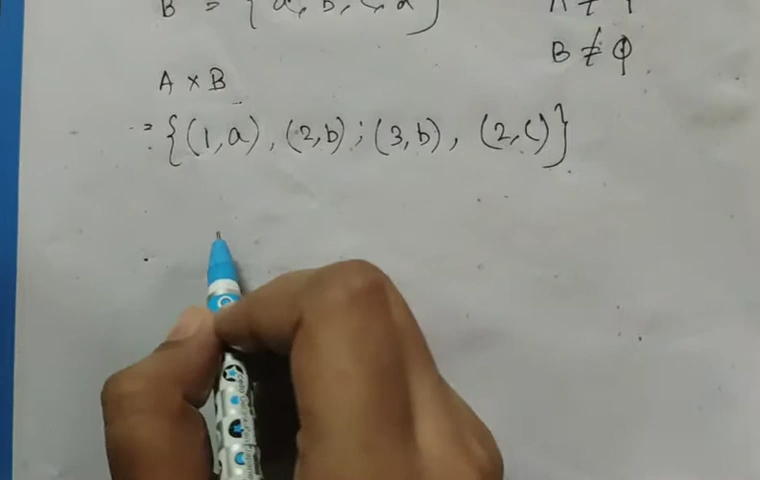 B = {a, b, c, d}
B ≠ φ
A × B
= {(1,a), (2,b); (3,b), (2,c)}